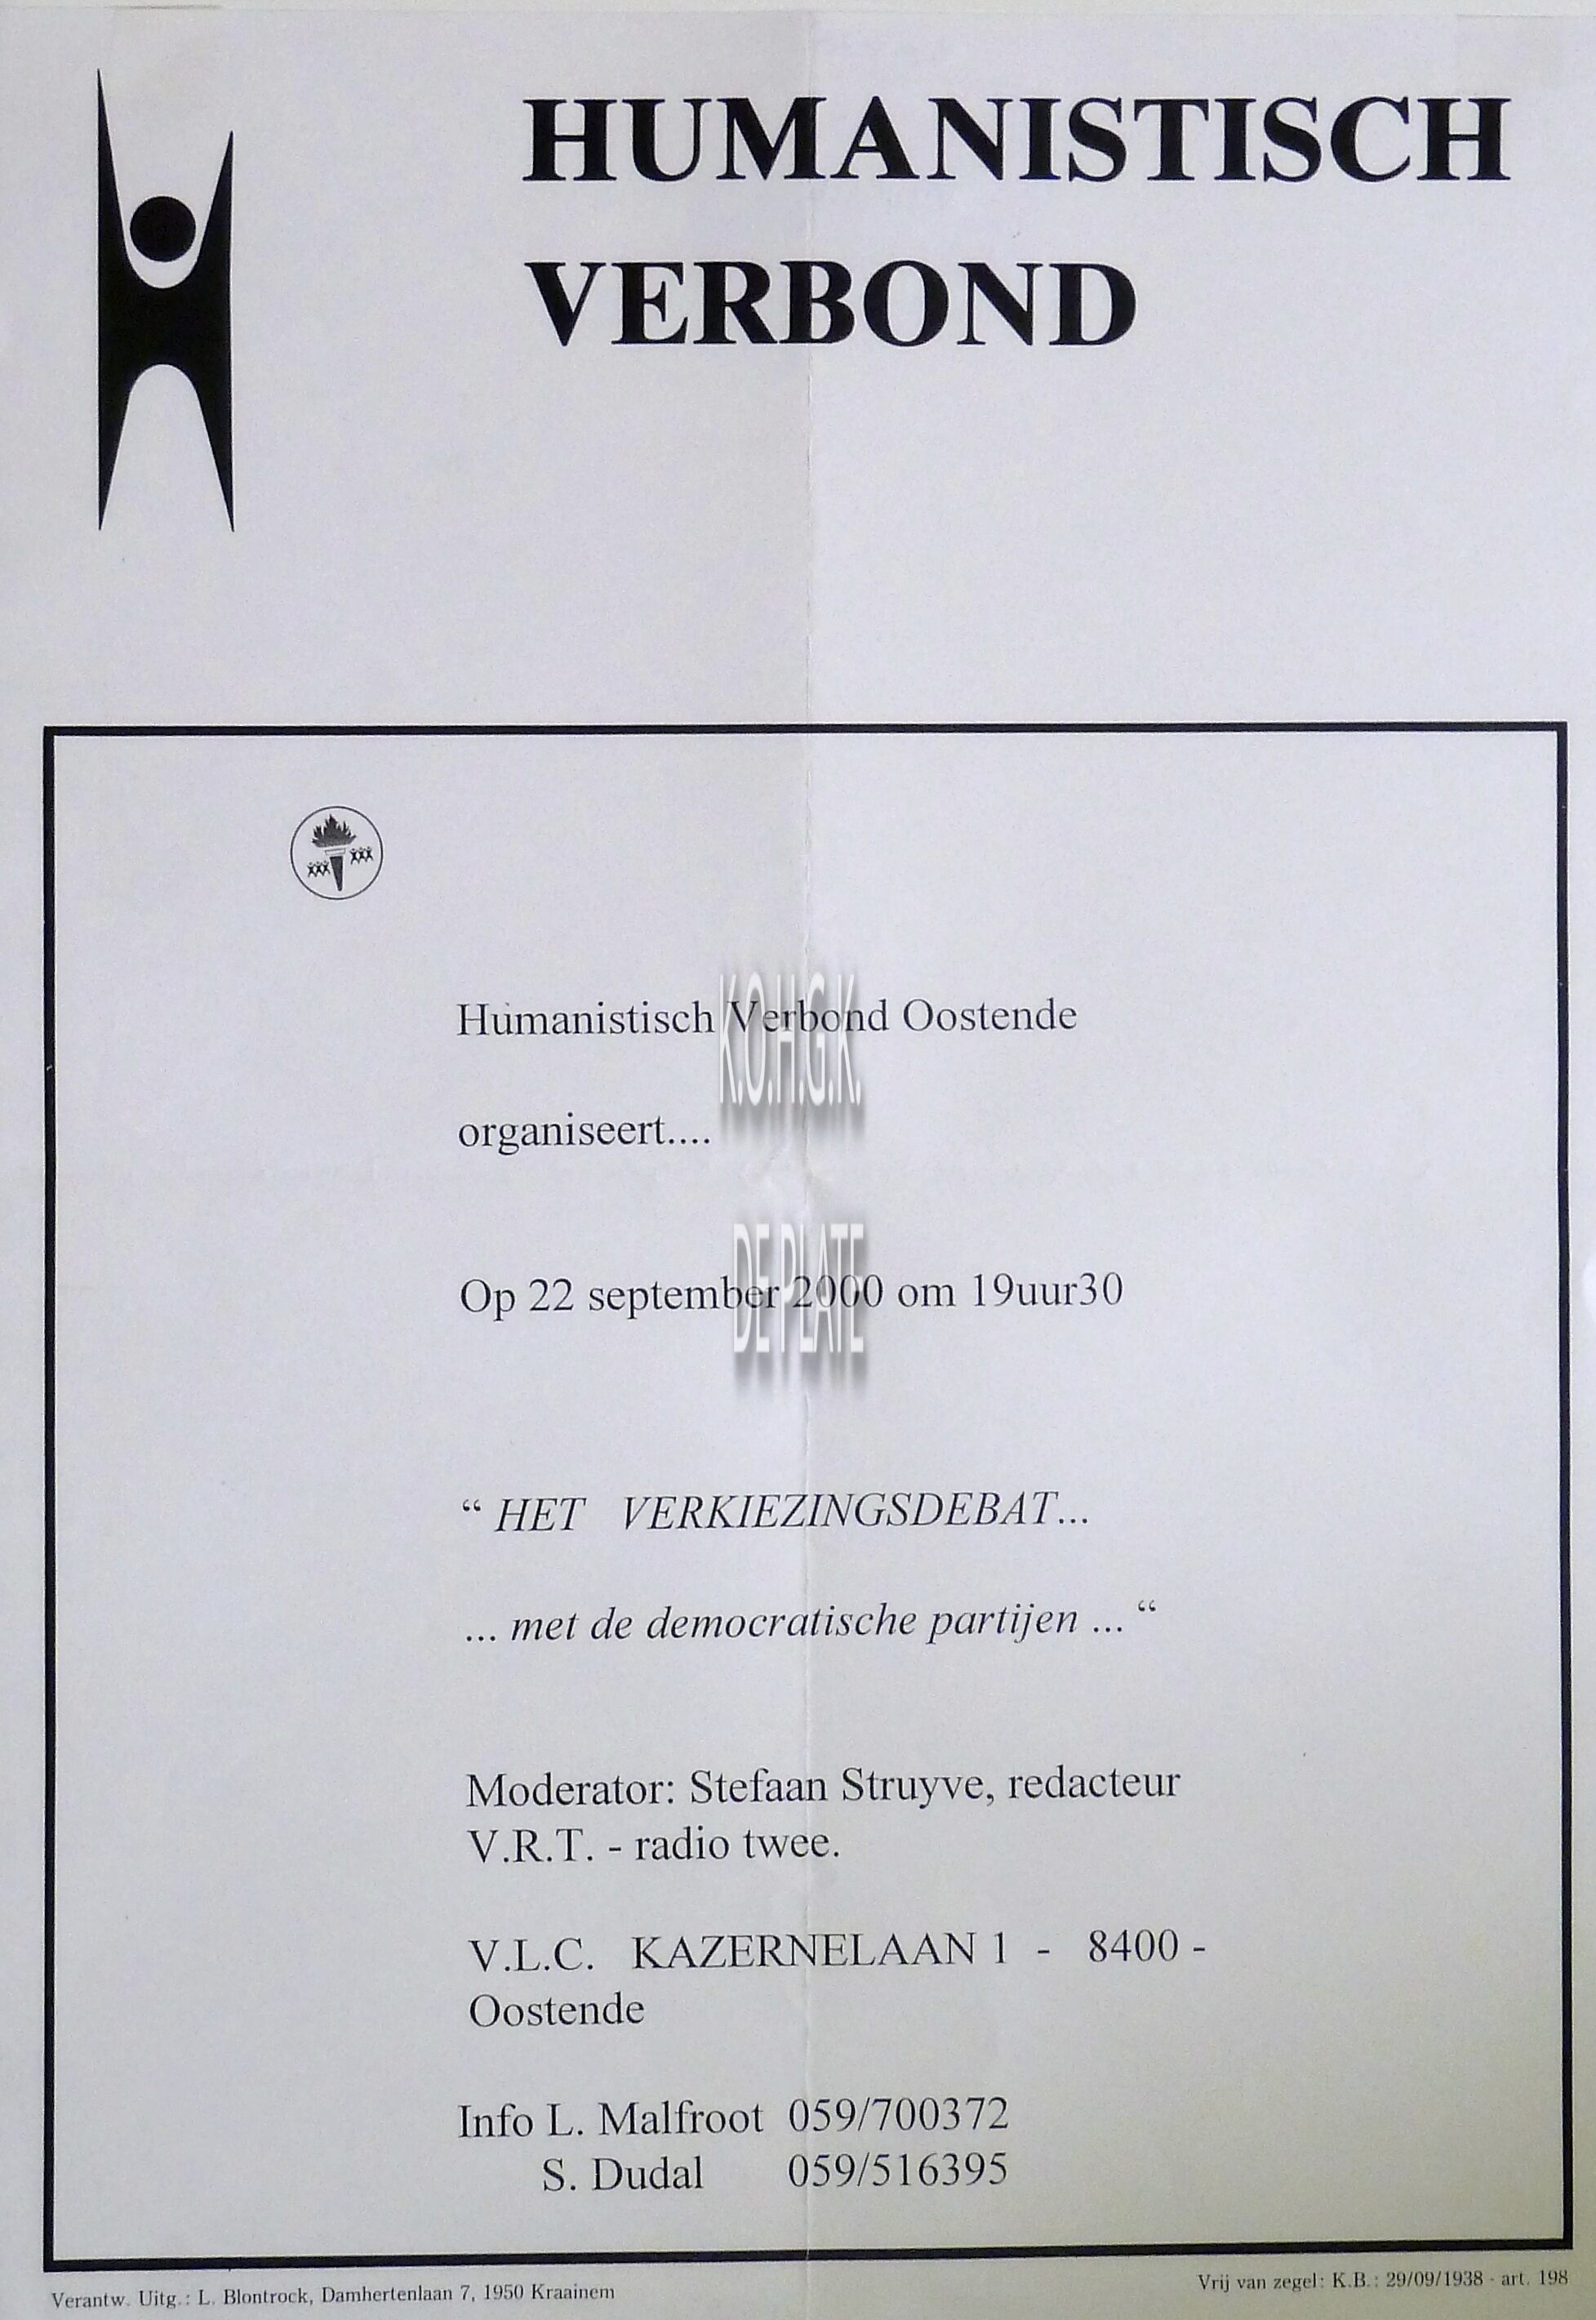 HUMANISTISCH
VERBOND
Humanistisch Verbond Oostende
K.O.H.G.K.
organiseert....
Op 22 september 2000 om 19uur30
DE PLATE
“ HET VERKIEZINGSDEBAT...
... met de democratische partijen ... “
Moderator: Stefaan Struyve, redacteur
V.R.T. - radio twee.
V.L.C. KAZERNELAAN 1 - 8400 -
Oostende
Info L. Malfroot 059/700372
S. Dudal 059/516395
Verantw. Uitg.: L. Blontrock, Damhertenlaan 7, 1950 Kraainem
Vrij van zegel: K.B.: 29/09/1938 - art. 198